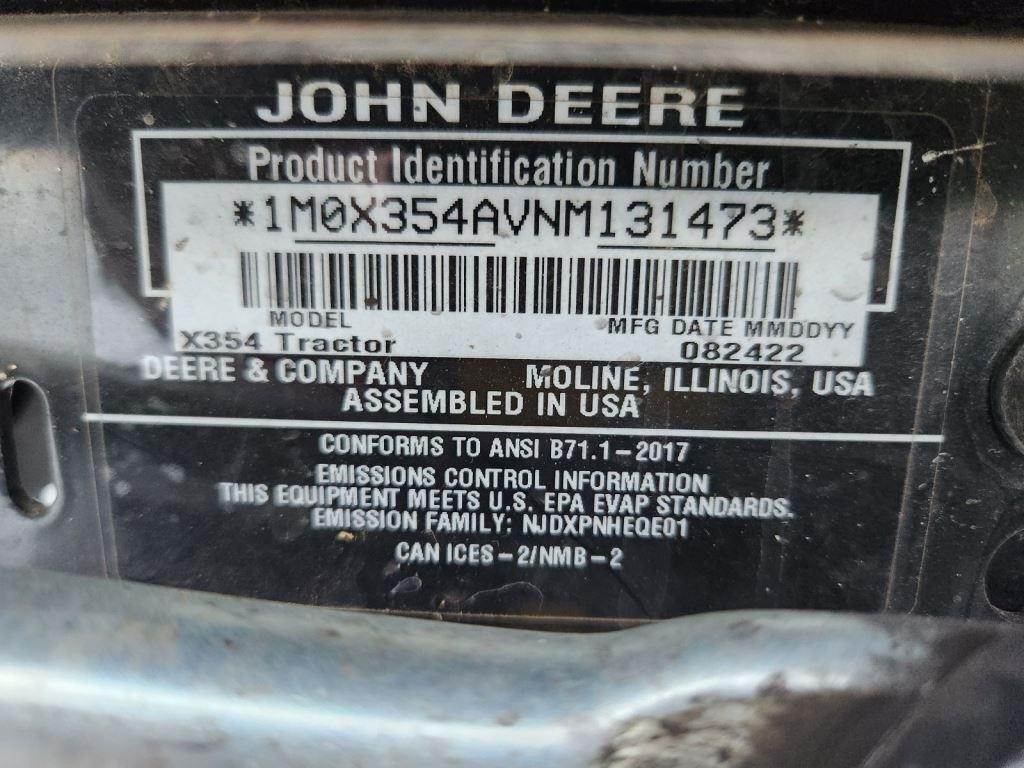 JOHN DEERE
Product Identification Number
*1M0X354AVNM131473*
MODEL MFG DATE MMDDYY
X354 Tractor 082422
DEERE & COMPANY MOLINE, ILLINOIS, USA
ASSEMBLED IN USA
CONFORMS TO ANSI B71.1-2017
EMISSIONS CONTROL INFORMATION
THIS EQUIPMENT MEETS U.S. EPA EVAP STANDARDS.
EMISSION FAMILY: NJDXPNHEQE01
CAN ICES-2/NMB-2